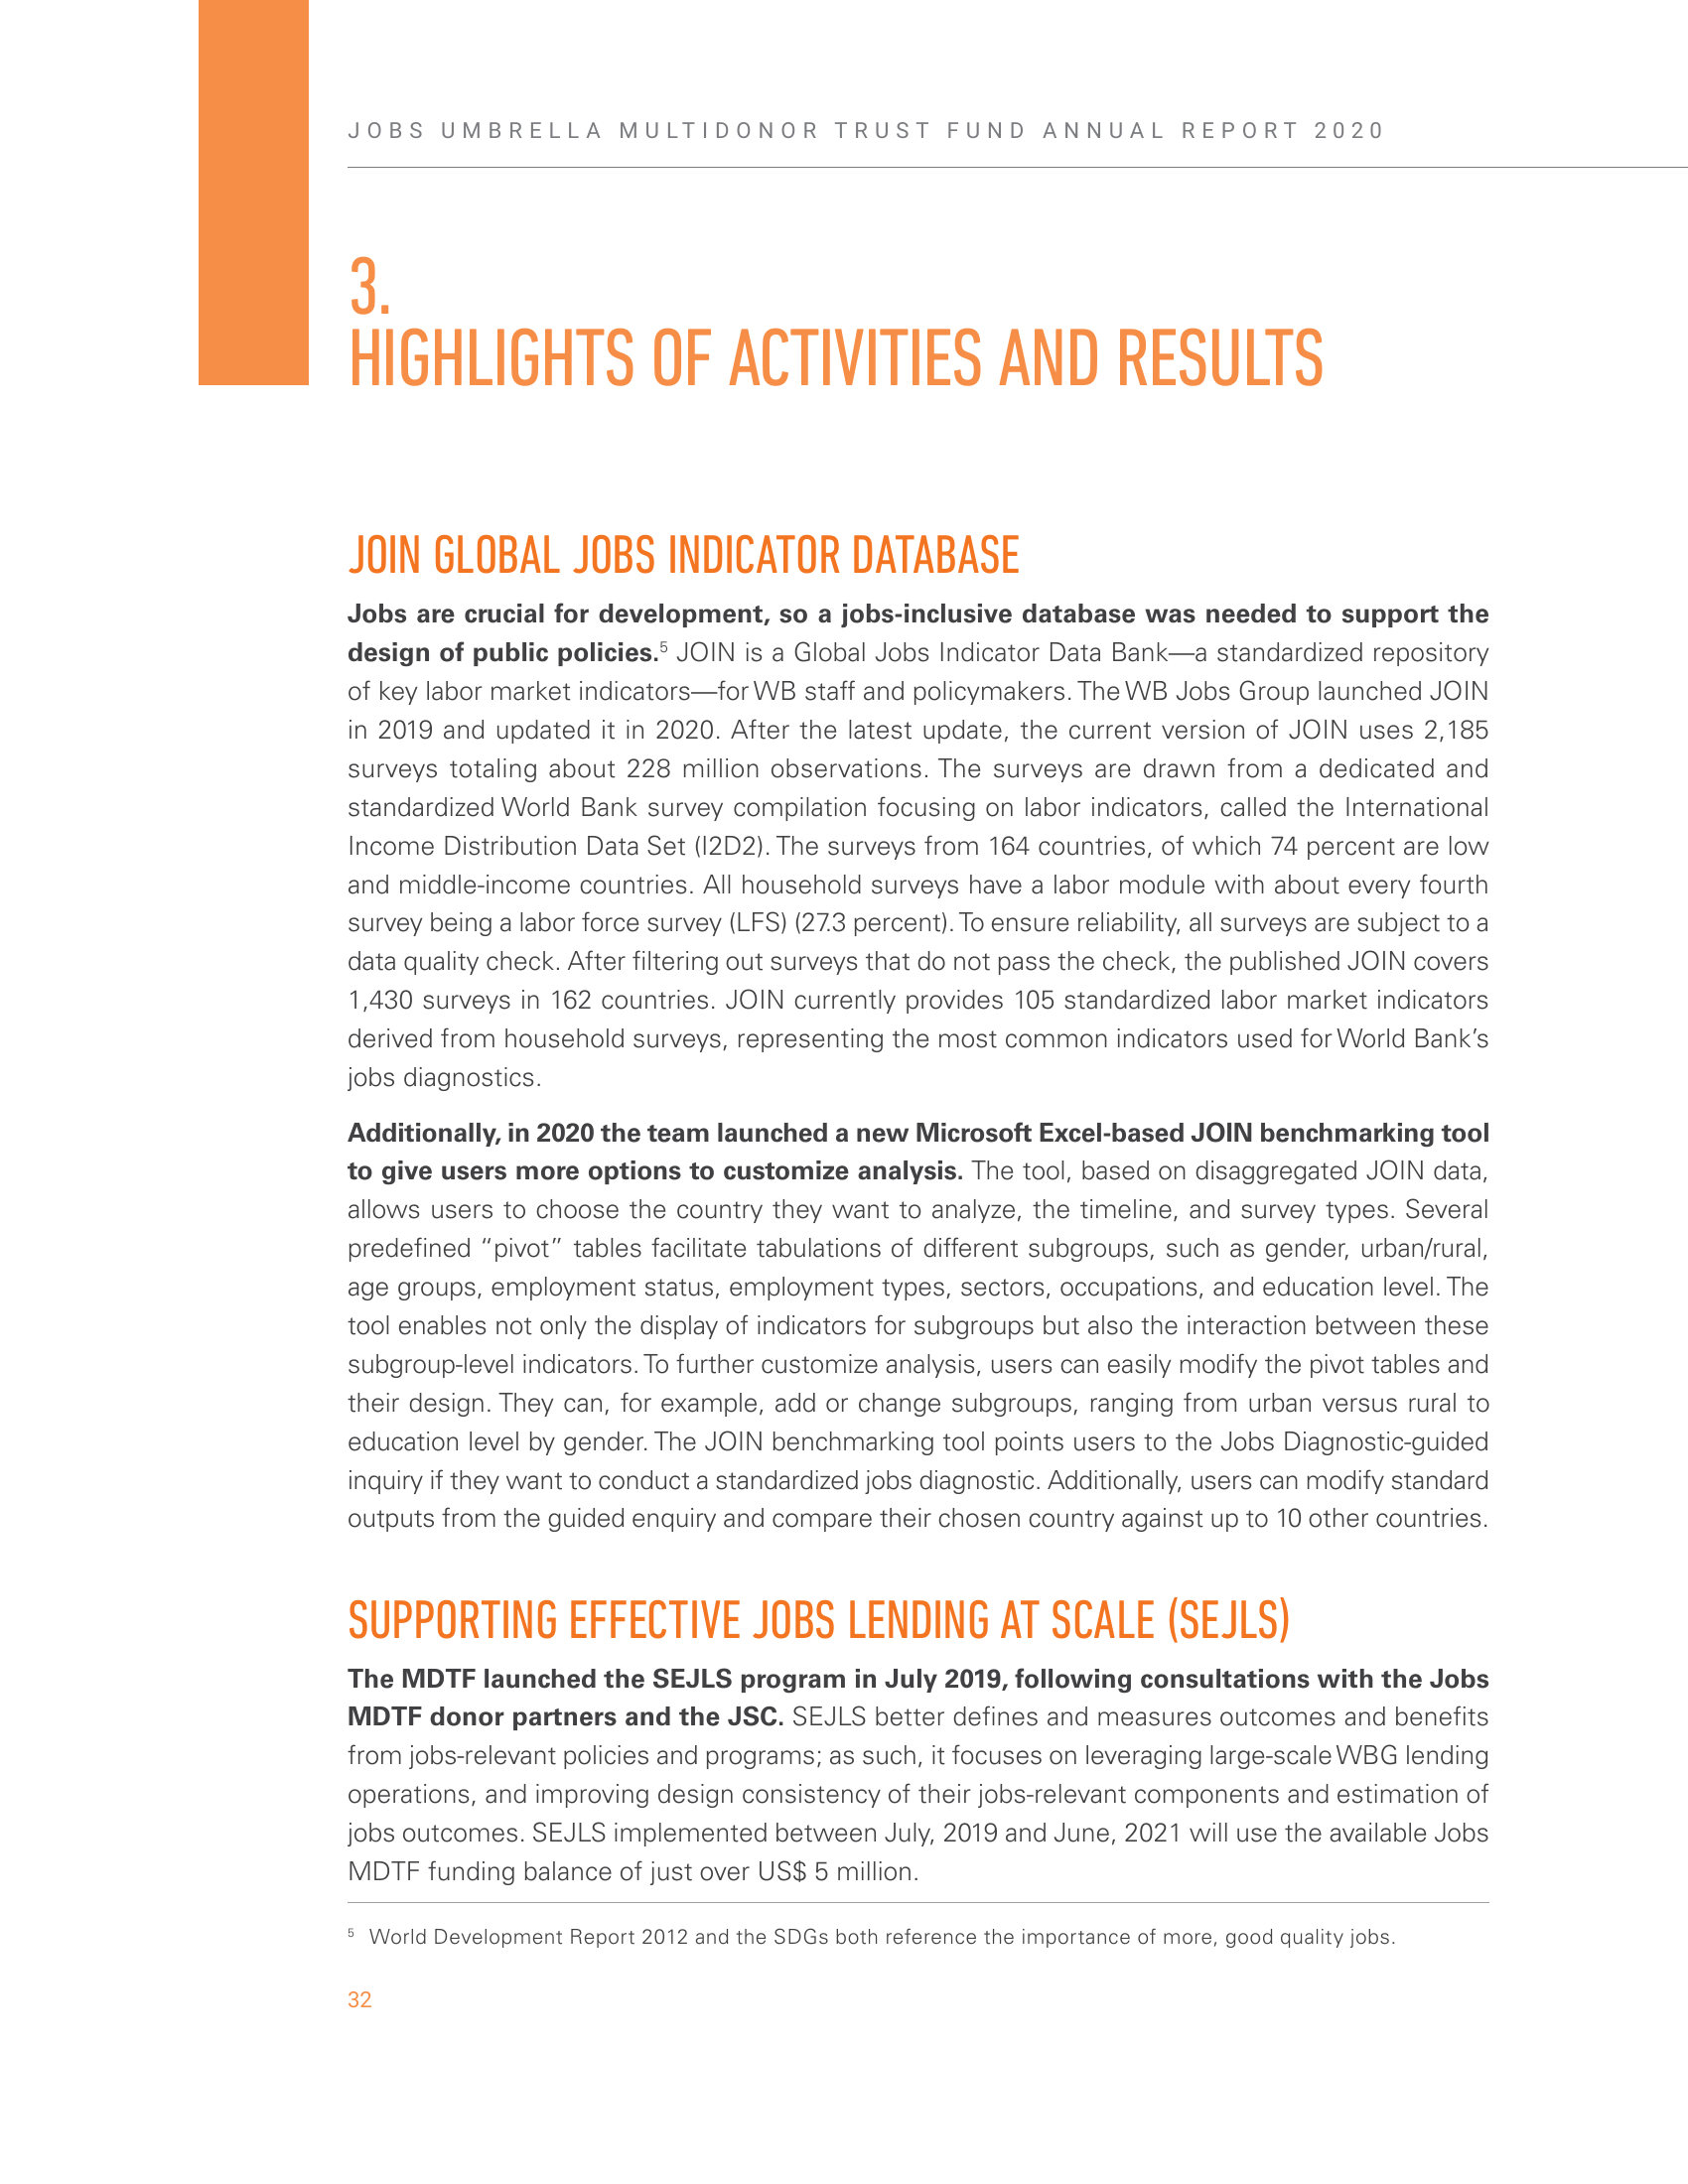 JOBS UMBRELLA MULTIDONOR TRUST FUND ANNUAL REPORT 2020
3.
HIGHLIGHTS OF ACTIVITIES AND RESULTS
JOIN GLOBAL JOBS INDICATOR DATABASE
Jobs are crucial for development, so a jobs-inclusive database was needed to support the
design of public policies.5 JOIN is a Global Jobs Indicator Data Bank—a standardized repository
of key labor market indicators—for WB staff and policymakers. The WB Jobs Group launched JOIN
in 2019 and updated it in 2020. After the latest update, the current version of JOIN uses 2,185
surveys totaling about 228 million observations. The surveys are drawn from a dedicated and
standardized World Bank survey compilation focusing on labor indicators, called the International
Income Distribution Data Set (I2D2). The surveys from 164 countries, of which 74 percent are low
and middle-income countries. All household surveys have a labor module with about every fourth
survey being a labor force survey (LFS) (27.3 percent). To ensure reliability, all surveys are subject to a
data quality check. After filtering out surveys that do not pass the check, the published JOIN covers
1,430 surveys in 162 countries. JOIN currently provides 105 standardized labor market indicators
derived from household surveys, representing the most common indicators used for World Bank’s
jobs diagnostics.
Additionally, in 2020 the team launched a new Microsoft Excel-based JOIN benchmarking tool
to give users more options to customize analysis. The tool, based on disaggregated JOIN data,
allows users to choose the country they want to analyze, the timeline, and survey types. Several
predefined “pivot” tables facilitate tabulations of different subgroups, such as gender, urban/rural,
age groups, employment status, employment types, sectors, occupations, and education level. The
tool enables not only the display of indicators for subgroups but also the interaction between these
subgroup-level indicators. To further customize analysis, users can easily modify the pivot tables and
their design. They can, for example, add or change subgroups, ranging from urban versus rural to
education level by gender. The JOIN benchmarking tool points users to the Jobs Diagnostic-guided
inquiry if they want to conduct a standardized jobs diagnostic. Additionally, users can modify standard
outputs from the guided enquiry and compare their chosen country against up to 10 other countries.
SUPPORTING EFFECTIVE JOBS LENDING AT SCALE (SEJLS)
The MDTF launched the SEJLS program in July 2019, following consultations with the Jobs
MDTF donor partners and the JSC. SEJLS better defines and measures outcomes and benefits
from jobs-relevant policies and programs; as such, it focuses on leveraging large-scale WBG lending
operations, and improving design consistency of their jobs-relevant components and estimation of
jobs outcomes. SEJLS implemented between July, 2019 and June, 2021 will use the available Jobs
MDTF funding balance of just over US$ 5 million.
5 World Development Report 2012 and the SDGs both reference the importance of more, good quality jobs.
32